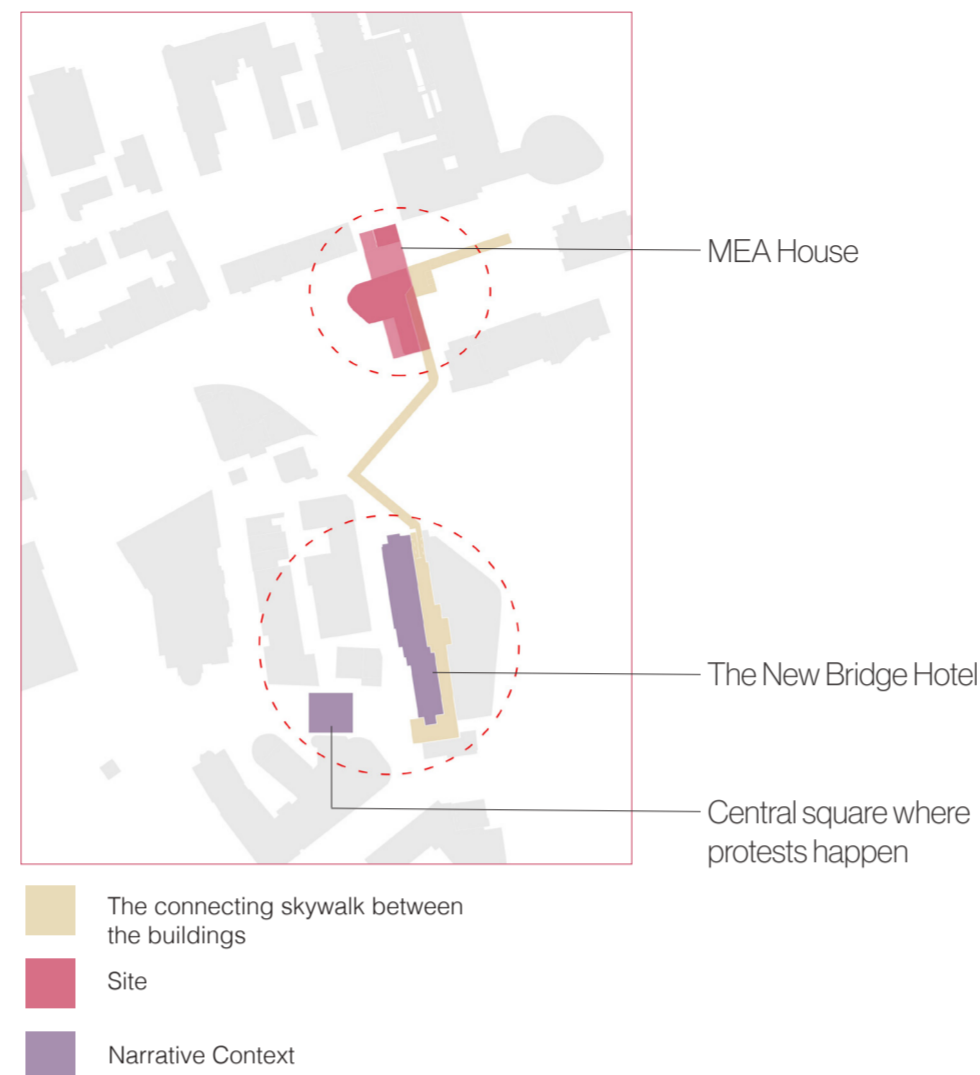 MEA House
The New Bridge Hotel
Central square where
protests happen
The connecting skywalk between
the buildings
Site
Narrative Context